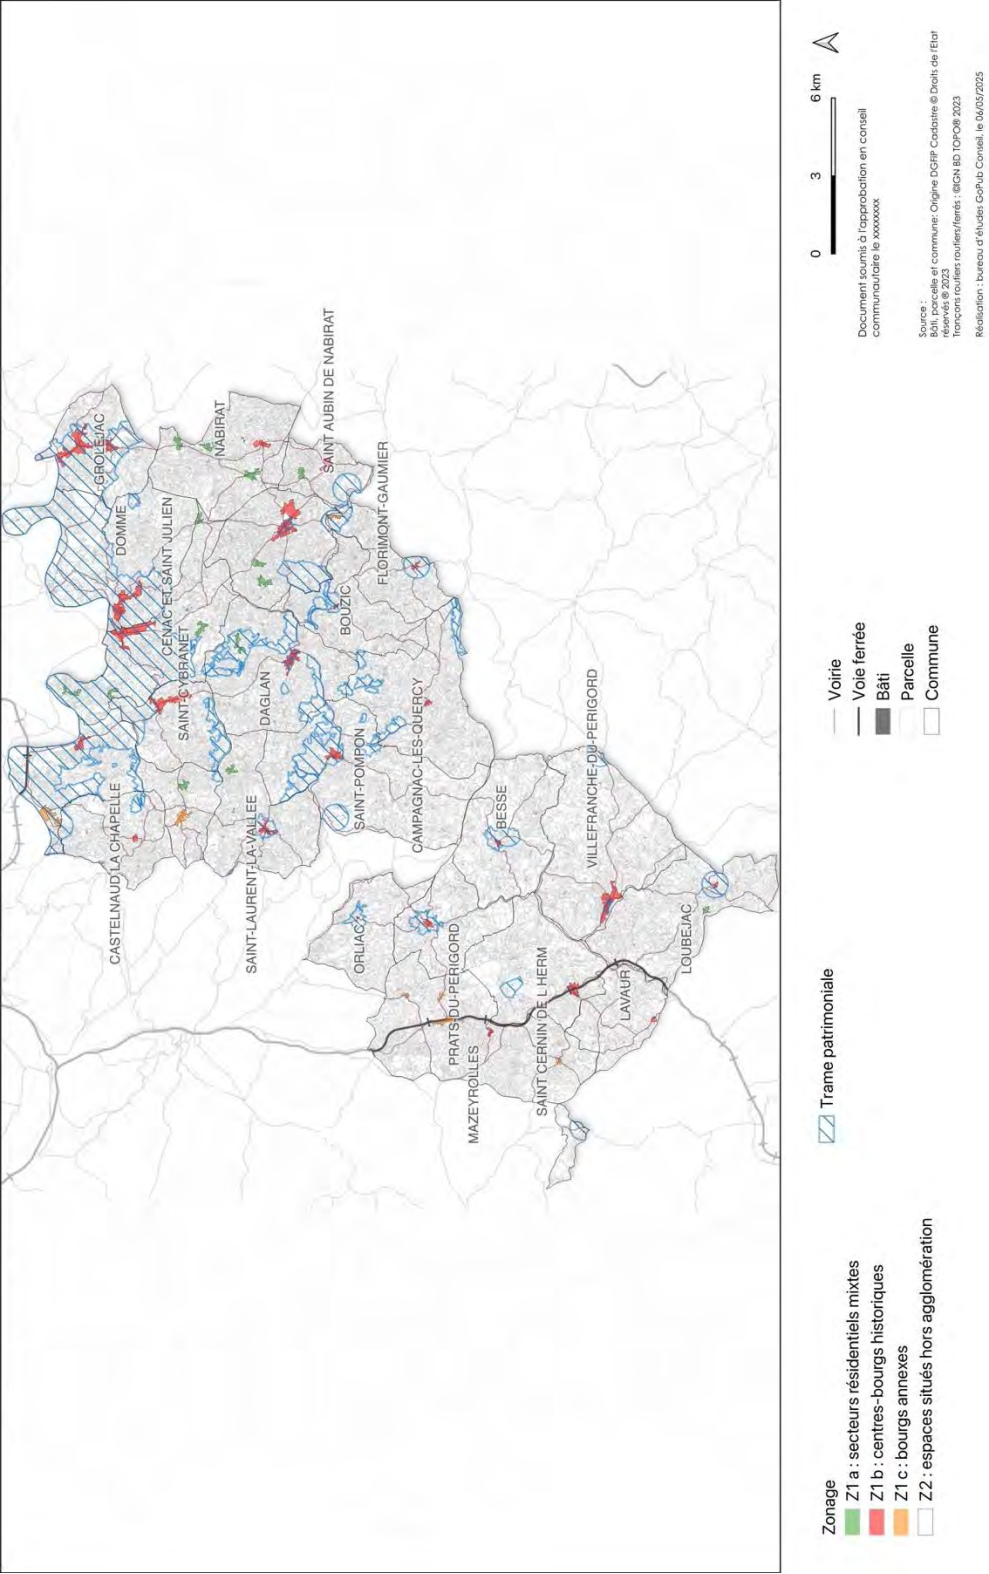 GROLEJAC
DOMME
NABIRAT
CENAC ET SAINT JULIEN
SAINT AUBIN DE NABIRAT
SAINT-CYBRANET
FLORIMONT-GAUMIER
BOUZIC
DAGLAN
CASTELNAUD LA CHAPELLE
SAINT-POMPON
CAMPAGNAC-LES-QUERCY
SAINT-LAURENT-LA-VALLEE
BESSE
VILLEFRANCHE-DU-PERIGORD
ORLIAC
PRATS-DU-PERIGORD
LOUBEJAC
LAVAUR
SAINT CERNIN DE L HERM
MAZEYROLLES
Zonage
Z1 a : secteurs résidentiels mixtes
Z1 b : centres-bourgs historiques
Z1 c : bourgs annexes
Z2 : espaces situés hors agglomération
Trame patrimoniale
Voirie
Voie ferrée
Bâti
Parcelle
Commune
0 3 6 km
Document soumis à l'approbation en conseil
communautaire le xxxxxxxx
Source :
Bâti, parcelle et commune: Origine DGFIP Cadastre © Droits de l'Etat
réservés ® 2023
Tronçons routiers routiers/ferrés : ©IGN BD TOPO® 2023
Réalisation : bureau d'études GoPub Conseil, le 06/05/2025